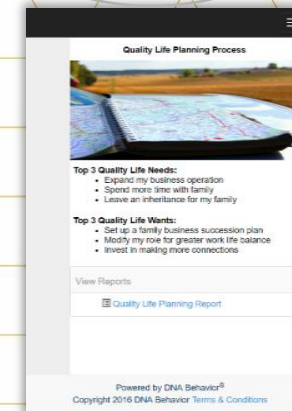 Quality Life Planning Process
Top 3 Quality Life Needs:
• Expand my business operation
• Spend more time with family
• Leave an inheritance for my family
Top 3 Quality Life Wants:
• Set up a family business succession plan
• Modify my role for greater work life balance
• Invest in making more connections
View Reports
Quality Life Planning Report
Powered by DNA Behavior®
Copyright 2016 DNA Behavior Terms & Conditions